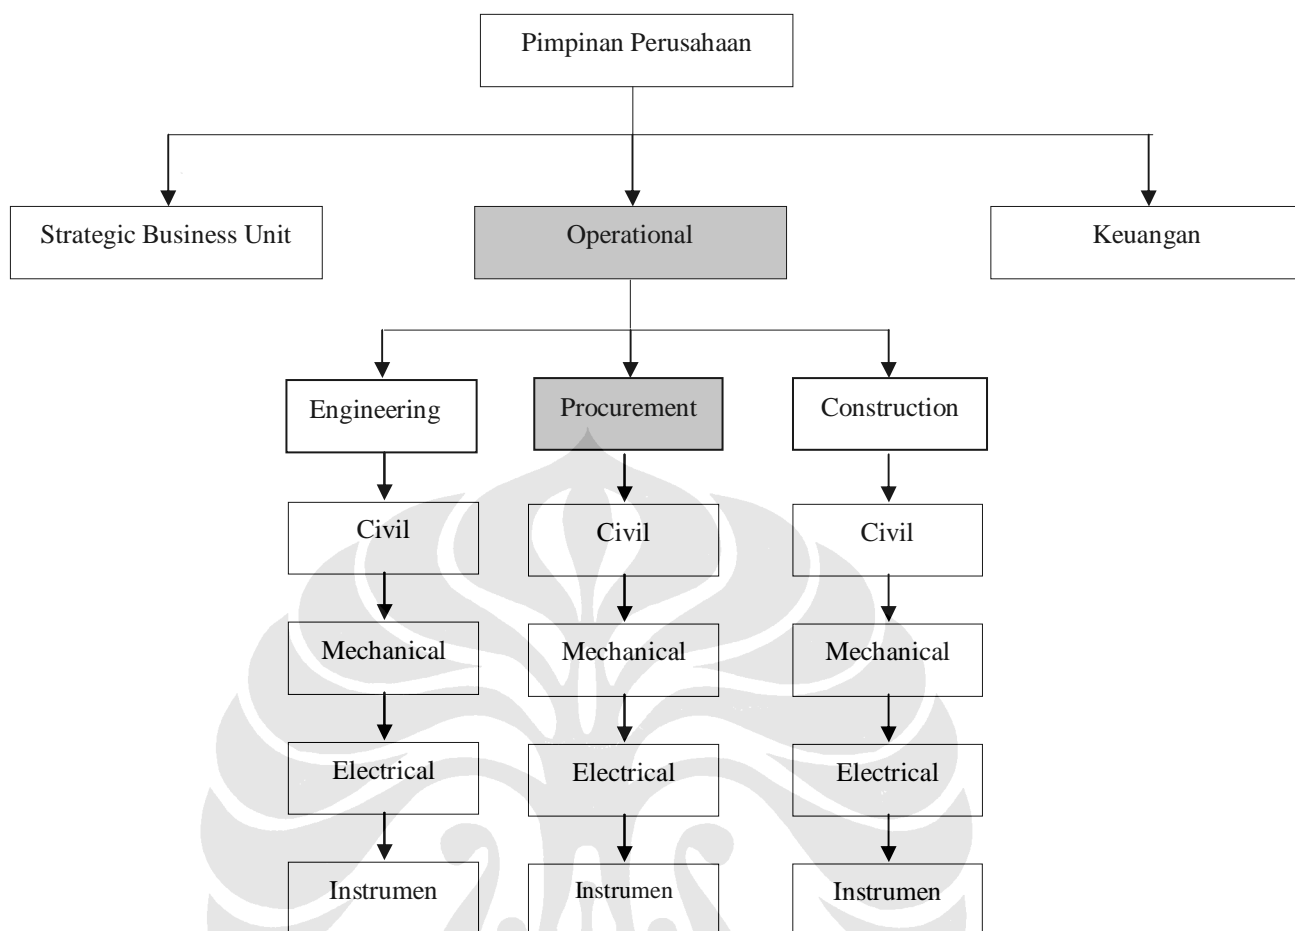 Pimpinan Perusahaan
Strategic Business Unit
Operational
Keuangan
Engineering
Procurement
Construction
Civil
Civil
Civil
Mechanical
Mechanical
Mechanical
Electrical
Electrical
Electrical
Instrumen
Instrumen
Instrumen